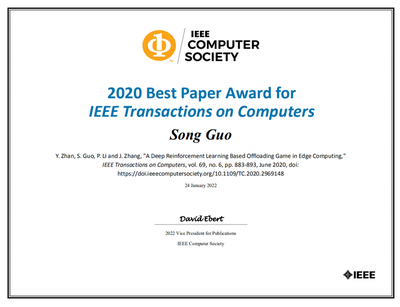 IEEE
COMPUTER
SOCIETY
2020 Best Paper Award for
IEEE Transactions on Computers
Song Guo
Y. Zhan, S. Guo, P. Li and J. Zhang, "A Deep Reinforcement Learning Based Offloading Game in Edge Computing,"
IEEE Transactions on Computers, vol. 69, no. 6, pp. 883-893, June 2020, doi:
https://doi.ieeecomputersociety.org/10.1109/TC.2020.2969148
24 January 2022
David Ebert
2022 Vice President for Publications
IEEE Computer Society
IEEE